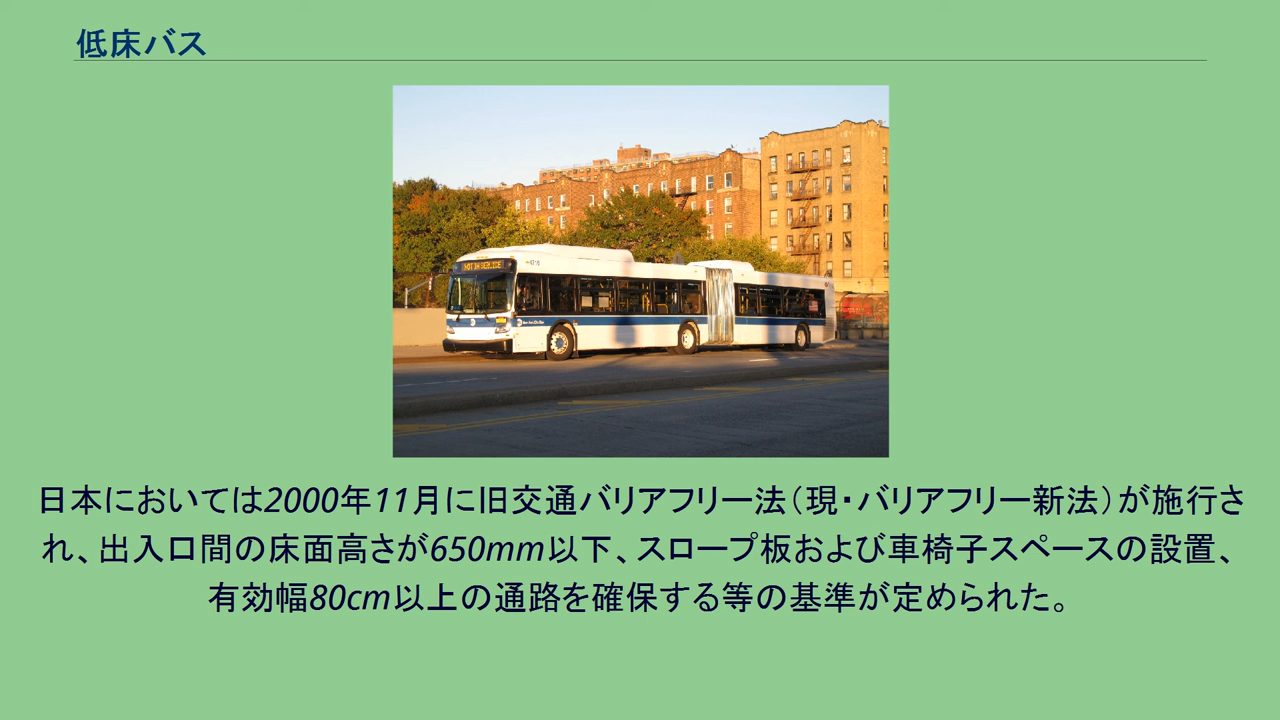 低床バス
NOT IN SERVICE
日本においては2000年11月に旧交通バリアフリー法（現・バリアフリー新法）が施行さ
れ、出入口間の床面高さが650mm以下、スロープ板および車椅子スペースの設置、
有効幅80cm以上の通路を確保する等の基準が定められた。